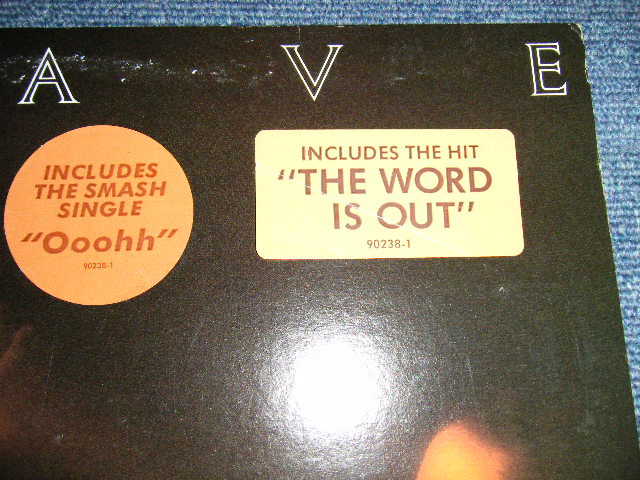 A V E
INCLUDES
THE SMASH
SINGLE
"Ooohh"
90238-1
INCLUDES THE HIT
"THE WORD
IS OUT"
90238-1